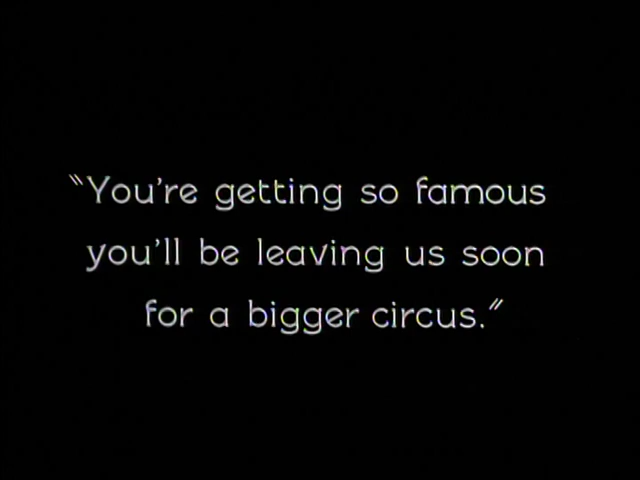 "You're getting so famous
you'll be leaving us soon
for a bigger circus."